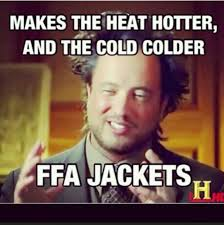 MAKES THE HEAT HOTTER,
AND THE COLD COLDER
FFA JACKETS
H